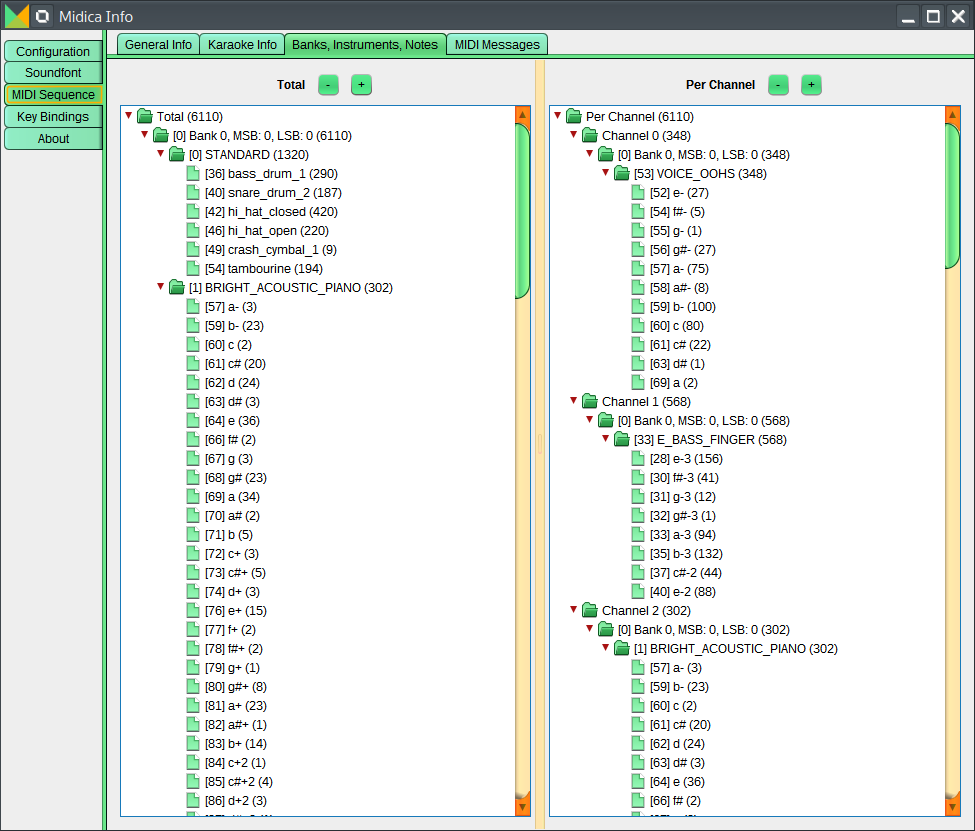 Midica Info
Configuration
Soundfont
MIDI Sequence
Key Bindings
About
General Info
Karaoke Info
Banks, Instruments, Notes
MIDI Messages
Total - +
Total (6110)
[0] Bank 0, MSB: 0, LSB: 0 (6110)
[0] STANDARD (1320)
[36] bass_drum_1 (290)
[40] snare_drum_2 (187)
[42] hi_hat_closed (420)
[46] hi_hat_open (220)
[49] crash_cymbal_1 (9)
[54] tambourine (194)
[1] BRIGHT_ACOUSTIC_PIANO (302)
[57] a- (3)
[59] b- (23)
[60] c (2)
[61] c# (20)
[62] d (24)
[63] d# (3)
[64] e (36)
[66] f# (2)
[67] g (3)
[68] g# (23)
[69] a (34)
[70] a# (2)
[71] b (5)
[72] c+ (3)
[73] c#+ (5)
[74] d+ (3)
[76] e+ (15)
[77] f+ (2)
[78] f#+ (2)
[79] g+ (1)
[80] g#+ (8)
[81] a+ (23)
[82] a#+ (1)
[83] b+ (14)
[84] c+2 (1)
[85] c#+2 (4)
[86] d+2 (3)
Per Channel - +
Per Channel (6110)
Channel 0 (348)
[0] Bank 0, MSB: 0, LSB: 0 (348)
[53] VOICE_OOHS (348)
[52] e- (27)
[54] f#- (5)
[55] g- (1)
[56] g#- (27)
[57] a- (75)
[58] a#- (8)
[59] b- (100)
[60] c (80)
[61] c# (22)
[63] d# (1)
[69] a (2)
Channel 1 (568)
[0] Bank 0, MSB: 0, LSB: 0 (568)
[33] E_BASS_FINGER (568)
[28] e-3 (156)
[30] f#-3 (41)
[31] g-3 (12)
[32] g#-3 (1)
[33] a-3 (94)
[35] b-3 (132)
[37] c#-2 (44)
[40] e-2 (88)
Channel 2 (302)
[0] Bank 0, MSB: 0, LSB: 0 (302)
[1] BRIGHT_ACOUSTIC_PIANO (302)
[57] a- (3)
[59] b- (23)
[60] c (2)
[61] c# (20)
[62] d (24)
[63] d# (3)
[64] e (36)
[66] f# (2)